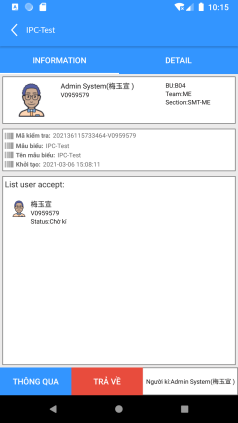 10:15
IPC-Test
INFORMATION
DETAIL
Admin System(梅玉宣 )
V0959579
BU:B04
Team:ME
Section:SMT-ME
Mã kiểm tra: 202136115733464-V0959579
Mẫu biểu: IPC-Test
Tên mẫu biểu: IPC-Test
Khởi tạo: 2021-03-06 15:08:11
List user accept:
梅玉宣
V0959579
Status:Chờ kí
THÔNG QUA
TRẢ VỀ
Người kí:Admin System(梅玉宣 )